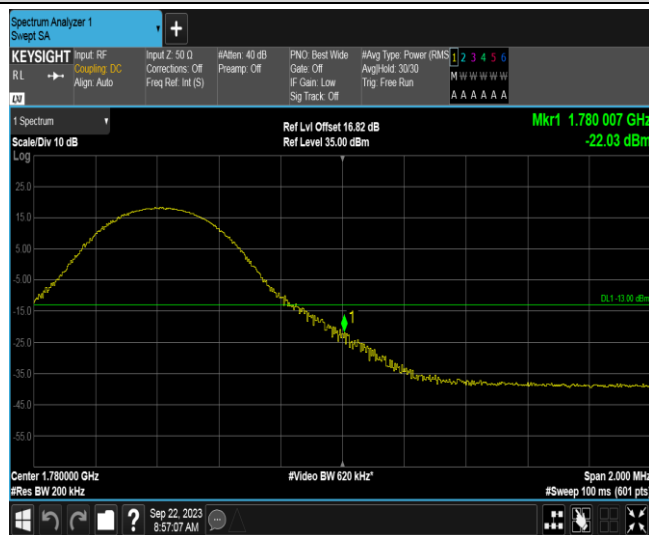 Spectrum Analyzer 1
Swept SA
KEYSIGHT
RL
Input: RF
Coupling: DC
Align: Auto
Input Z: 50 Ω
Corrections: Off
Freq Ref: Int (S)
#Atten: 40 dB
Preamp: Off
PNO: Best Wide
Gate: Off
IF Gain: Low
Sig Track: Off
#Avg Type: Power (RMS
Avg|Hold: 30/30
Trig: Free Run
1 2 3 4 5 6
M W W W W W
A A A A A A
LXI
1 Spectrum
Scale/Div 10 dB
Ref Lvl Offset 16.82 dB
Ref Level 35.00 dBm
Mkr1 1.780 007 GHz
-22.03 dBm
Log
25.0
15.0
5.00
-5.00
-15.0
-25.0
-35.0
-45.0
-55.0
DL1 -13.00 dBm
1
Center 1.780000 GHz
#Video BW 620 kHz*
Span 2.000 MHz
#Res BW 200 kHz
#Sweep 100 ms (601 pts)
Sep 22, 2023
8:57:07 AM